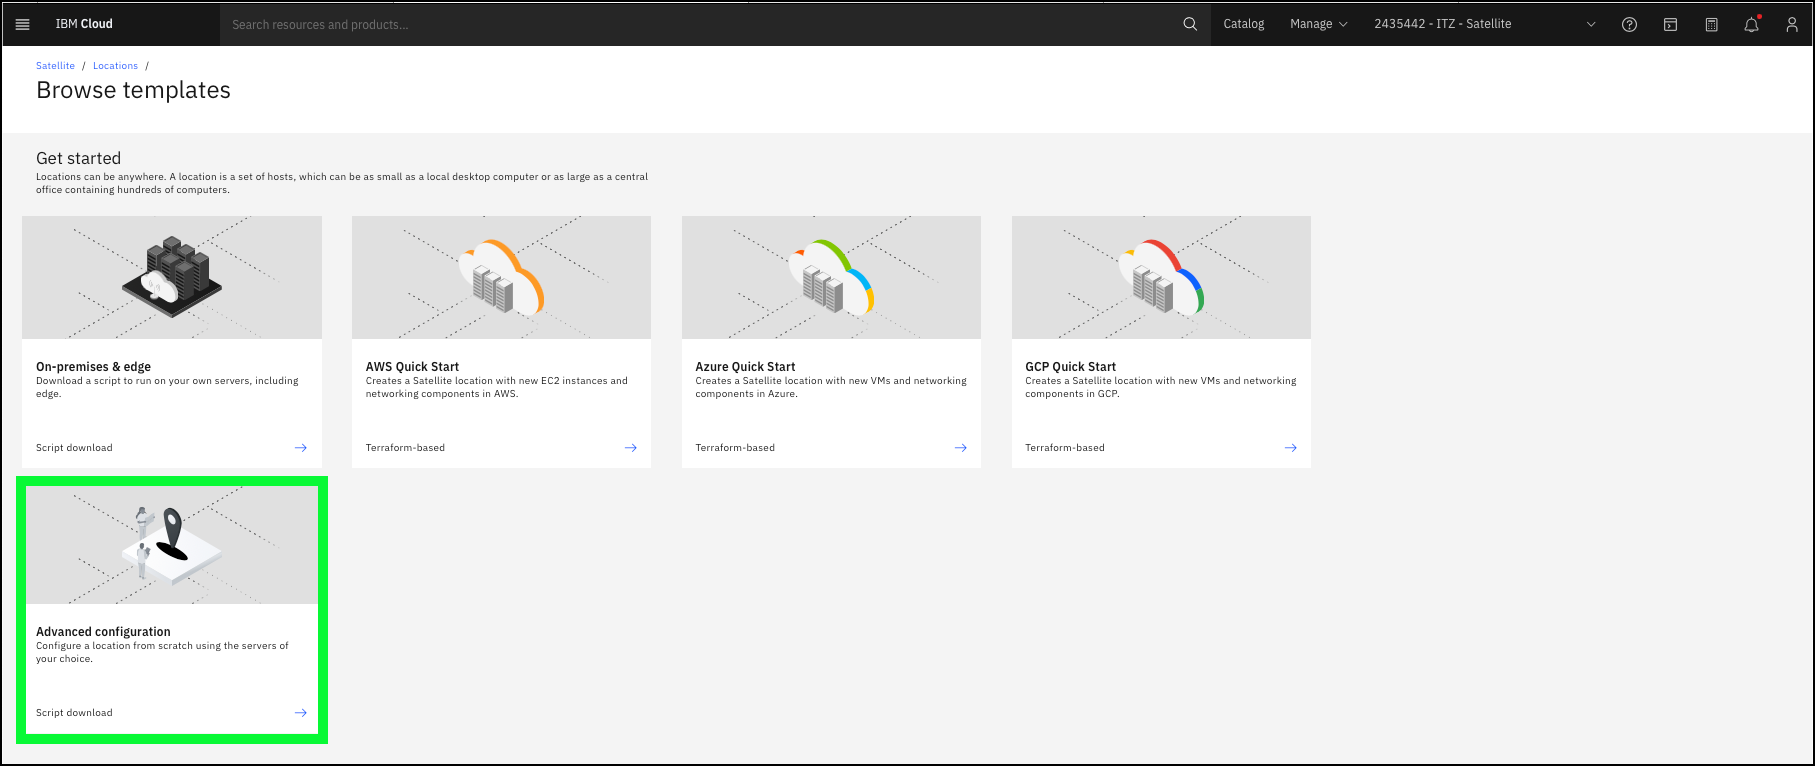 IBM Cloud
Search resources and products...
Catalog
Manage
2435442 - ITZ - Satellite
Satellite / Locations /
Browse templates
Get started
Locations can be anywhere. A location is a set of hosts, which can be as small as a local desktop computer or as large as a central
office containing hundreds of computers.
On-premises & edge
Download a script to run on your own servers, including
edge.
Script download
AWS Quick Start
Creates a Satellite location with new EC2 instances and
networking components in AWS.
Terraform-based
Azure Quick Start
Creates a Satellite location with new VMs and networking
components in Azure.
Terraform-based
GCP Quick Start
Creates a Satellite location with new VMs and networking
components in GCP.
Terraform-based
Advanced configuration
Configure a location from scratch using the servers of
your choice.
Script download